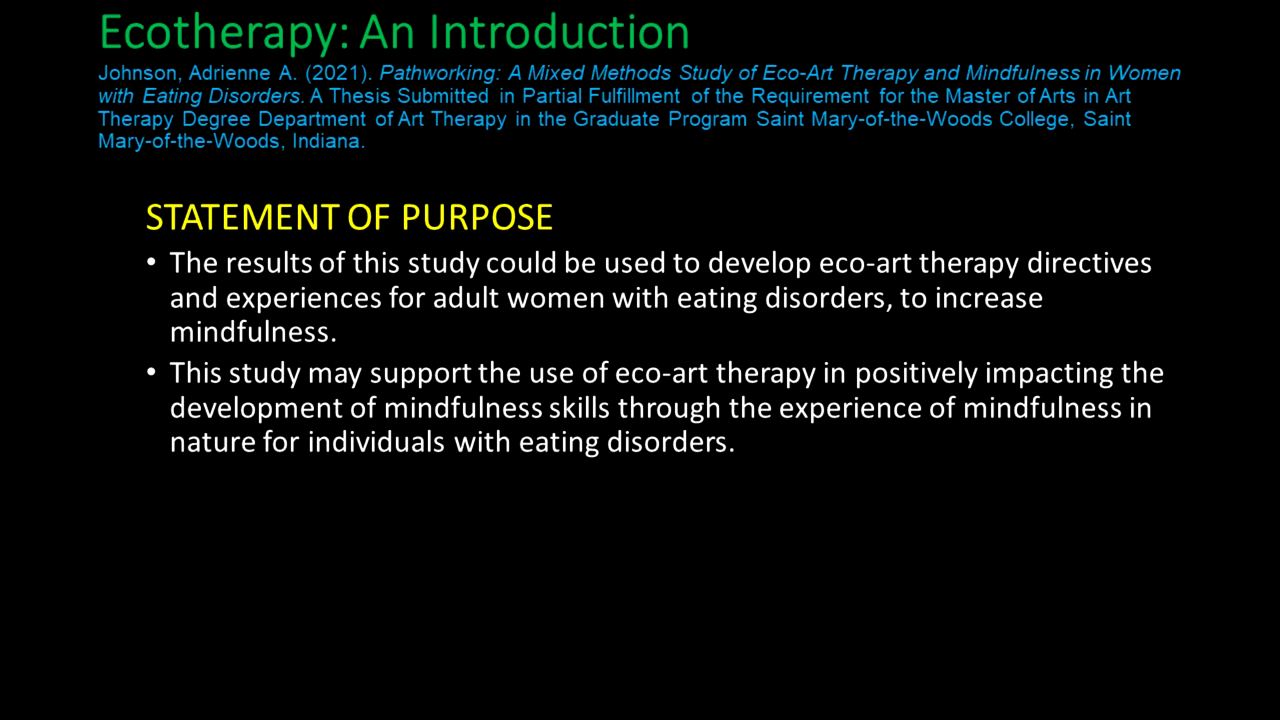 Ecotherapy: An Introduction
Johnson, Adrienne A. (2021). Pathworking: A Mixed Methods Study of Eco-Art Therapy and Mindfulness in Women
with Eating Disorders. A Thesis Submitted in Partial Fulfillment of the Requirement for the Master of Arts in Art
Therapy Degree Department of Art Therapy in the Graduate Program Saint Mary-of-the-Woods College, Saint
Mary-of-the-Woods, Indiana.
STATEMENT OF PURPOSE
• The results of this study could be used to develop eco-art therapy directives
and experiences for adult women with eating disorders, to increase
mindfulness.
• This study may support the use of eco-art therapy in positively impacting the
development of mindfulness skills through the experience of mindfulness in
nature for individuals with eating disorders.